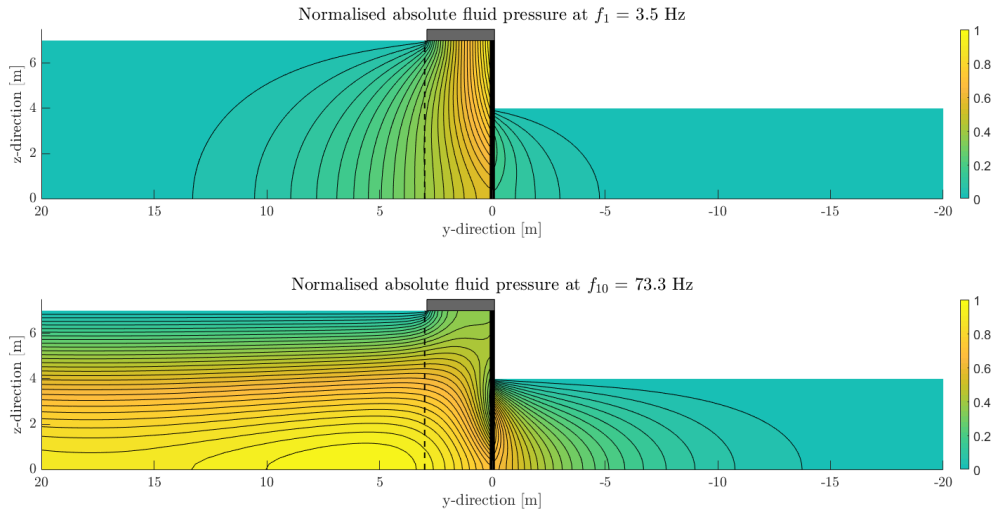 Normalised absolute fluid pressure at f₁ = 3.5 Hz
z-direction [m]
6
4
2
0
20 15 10 5 0 -5 -10 -15 -20
y-direction [m]
1
0.8
0.6
0.4
0.2
0
Normalised absolute fluid pressure at f₁₀ = 73.3 Hz
z-direction [m]
6
4
2
0
20 15 10 5 0 -5 -10 -15 -20
y-direction [m]
1
0.8
0.6
0.4
0.2
0